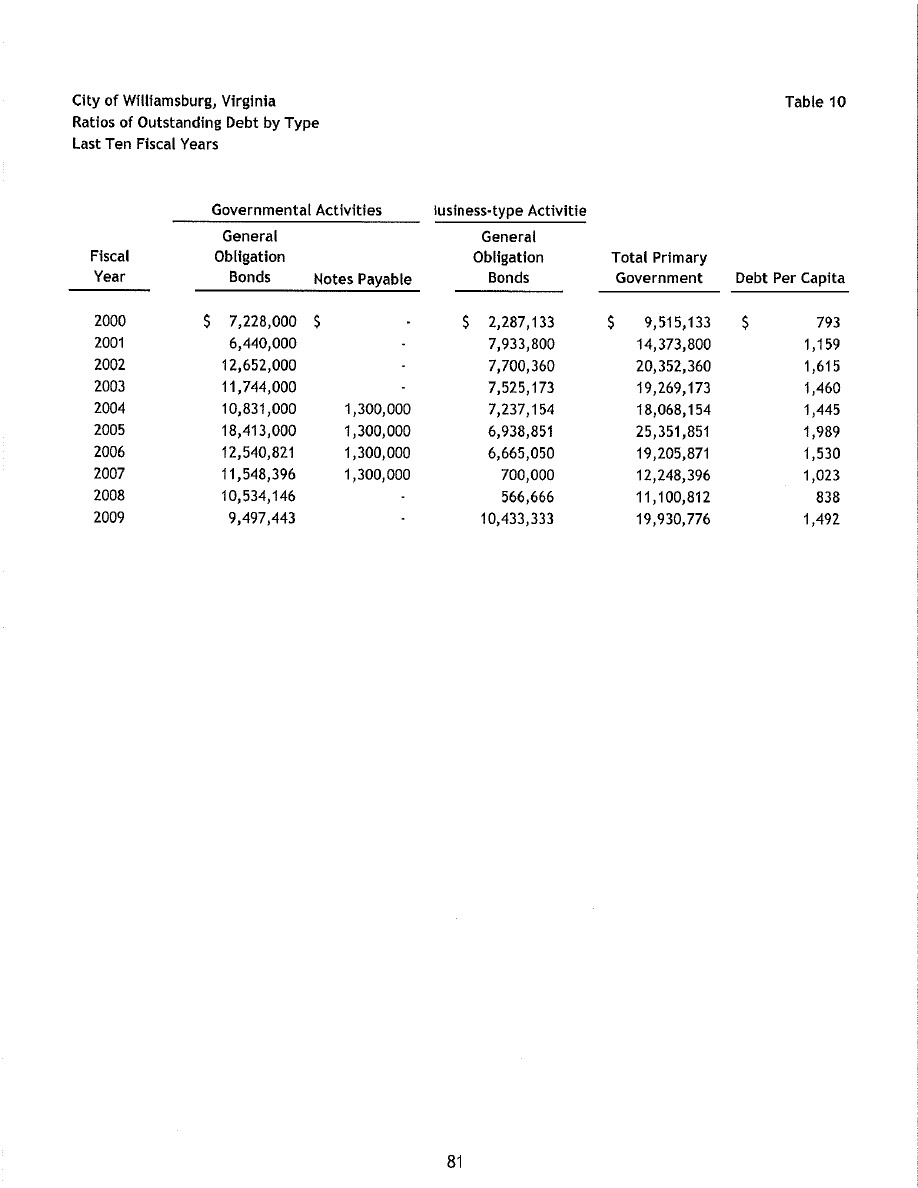 City of Williamsburg, Virginia Table 10
Ratios of Outstanding Debt by Type
Last Ten Fiscal Years
Governmental Activities iusiness-type Activitie
General General
Fiscal Obligation Obligation Total Primary
Year Bonds Notes Payable Bonds Government Debt Per Capita
2000 $ 7,228,000 $ - $ 2,287,133 $ 9,515,133 $ 793
2001 6,440,000 - 7,933,800 14,373,800 1,159
2002 12,652,000 - 7,700,360 20,352,360 1,615
2003 11,744,000 - 7,525,173 19,269,173 1,460
2004 10,831,000 1,300,000 7,237,154 18,068,154 1,445
2005 18,413,000 1,300,000 6,938,851 25,351,851 1,989
2006 12,540,821 1,300,000 6,665,050 19,205,871 1,530
2007 11,548,396 1,300,000 700,000 12,248,396 1,023
2008 10,534,146 - 566,666 11,100,812 838
2009 9,497,443 - 10,433,333 19,930,776 1,492
81